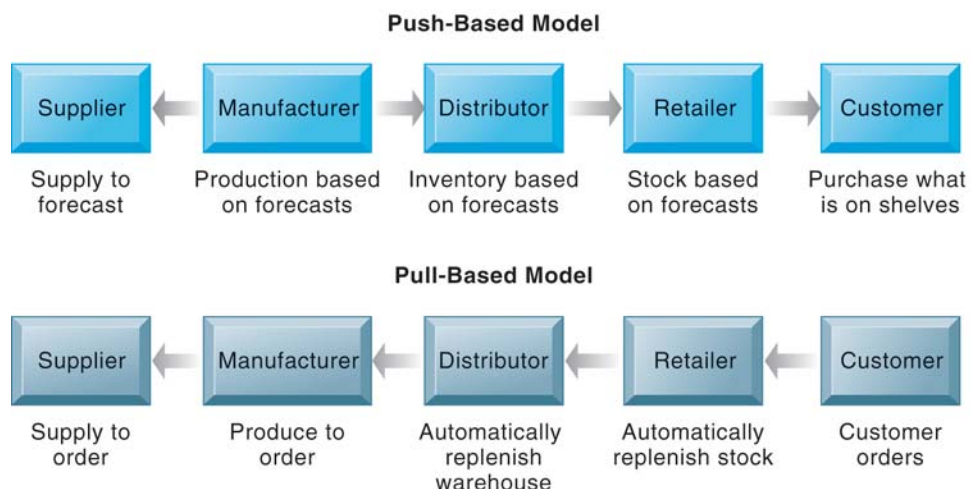 Push-Based Model
Supplier
Manufacturer
Distributor
Retailer
Customer
Supply to
forecast
Production based
on forecasts
Inventory based
on forecasts
Stock based
on forecasts
Purchase what
is on shelves
Pull-Based Model
Supplier
Manufacturer
Distributor
Retailer
Customer
Supply to
order
Produce to
order
Automatically
replenish
warehouse
Automatically
replenish stock
Customer
orders